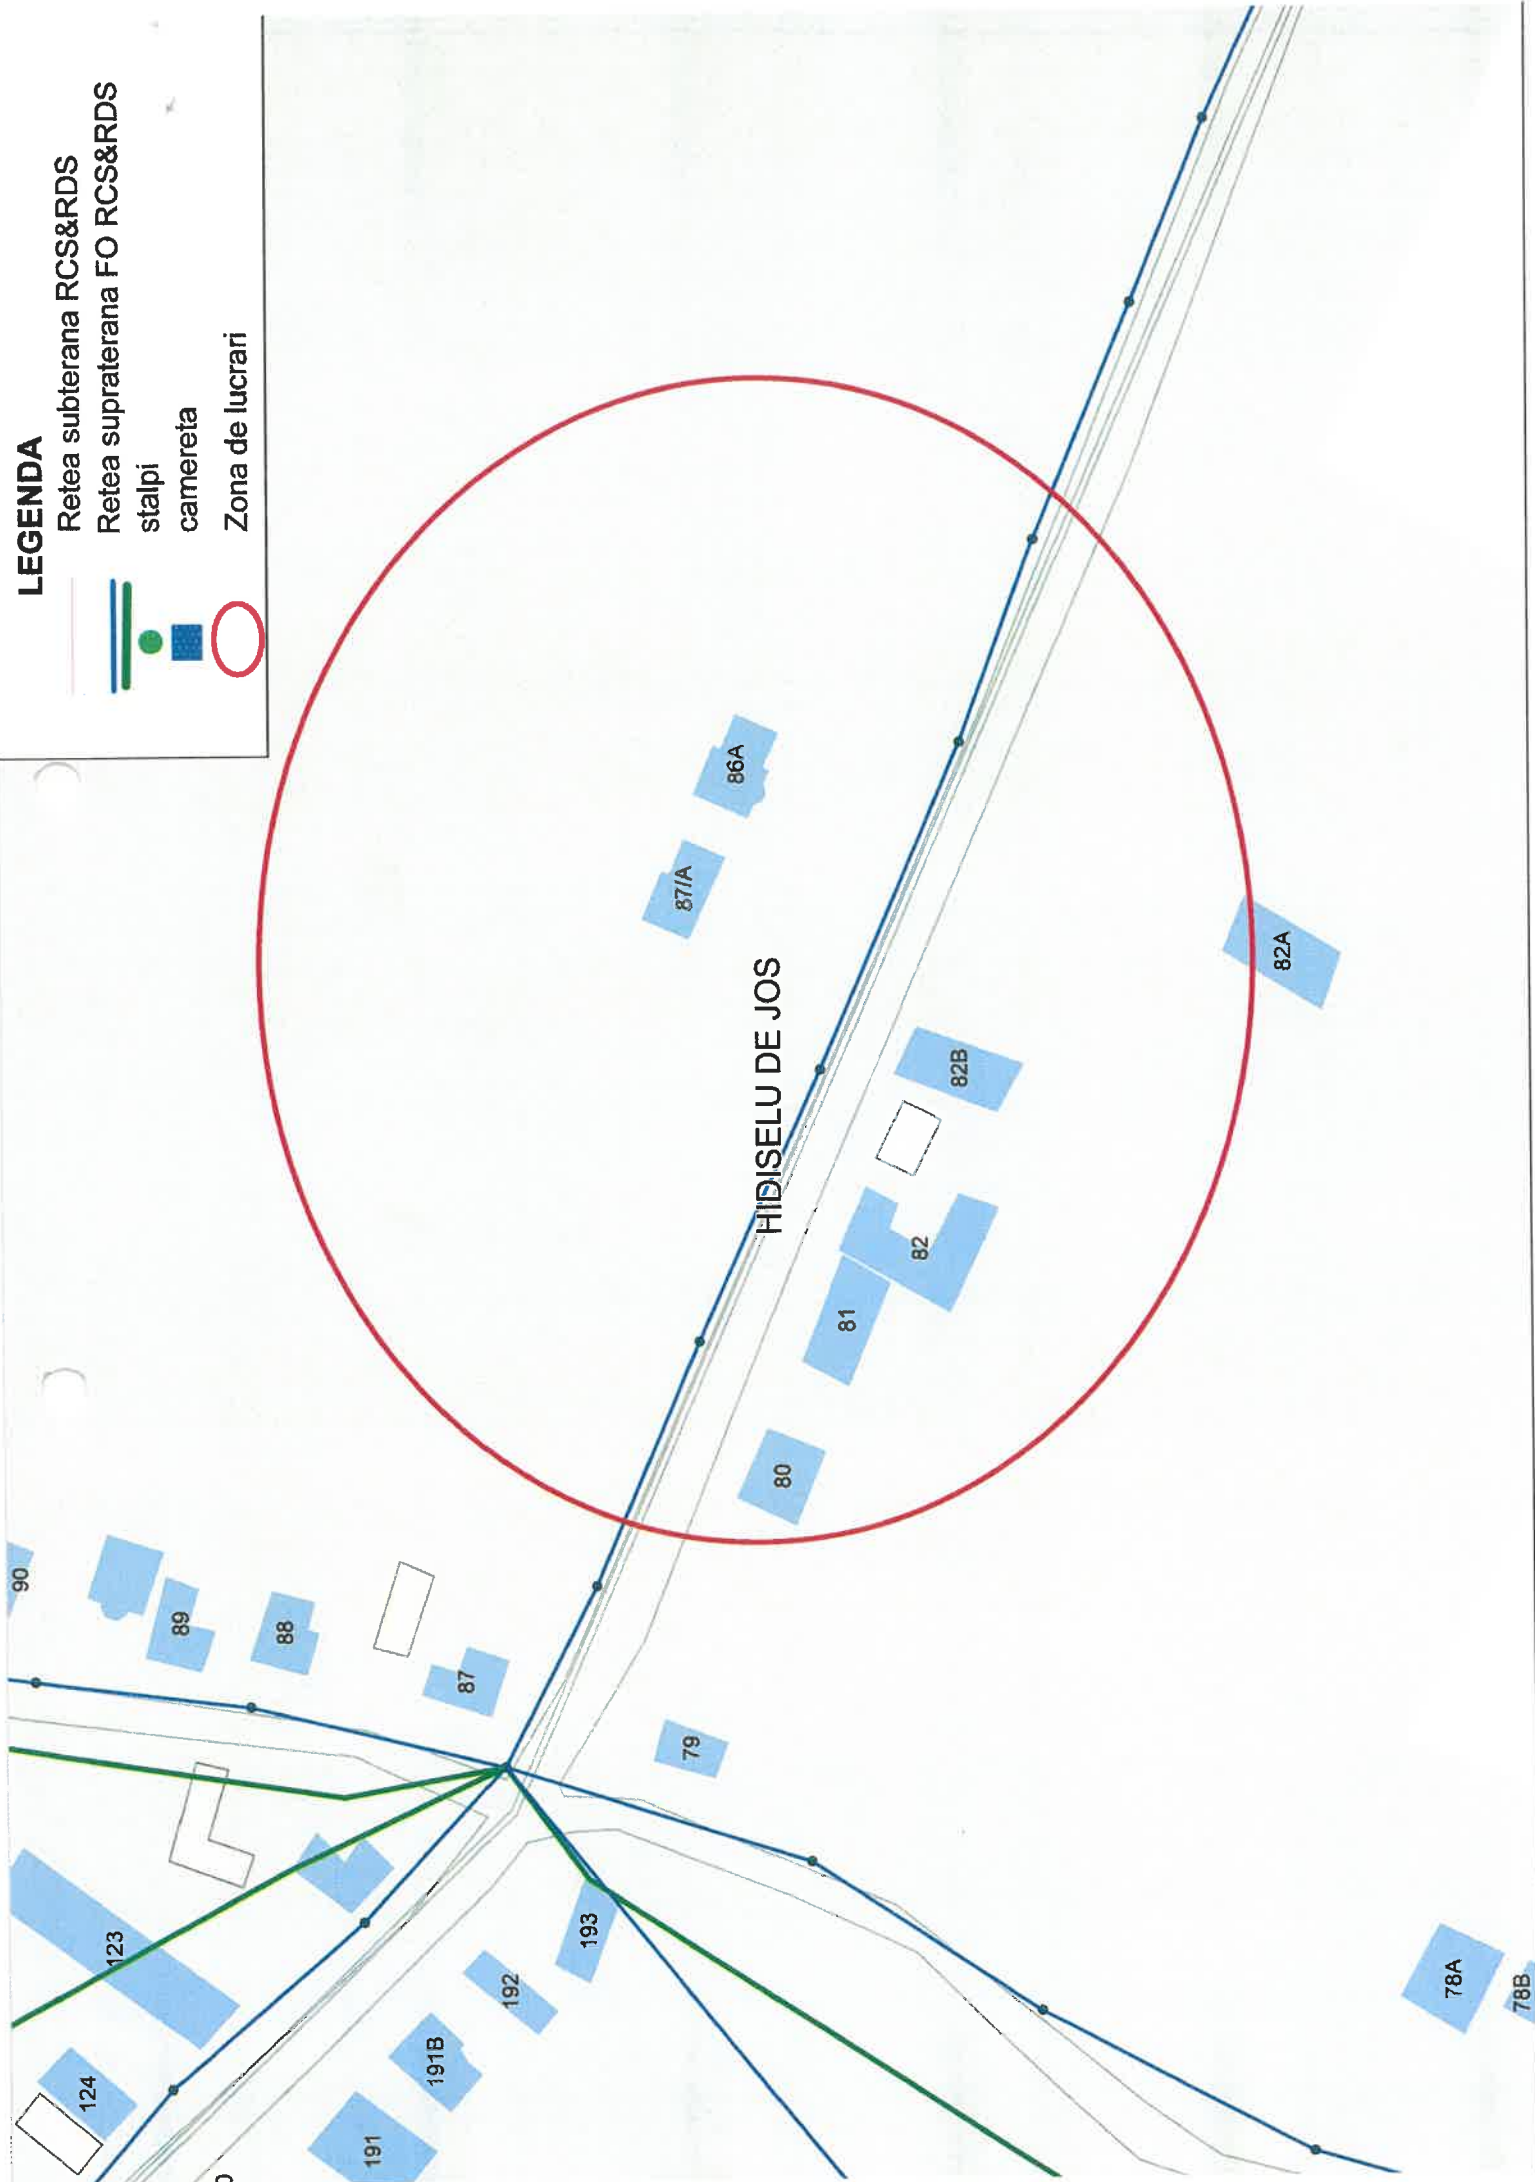 LEGENDA
Retea subterana RCS&RDS
Retea supraterana FO RCS&RDS
stalpi
camereta
Zona de lucrari
90
89
88
87
86A
87/A
HIDISELU DE JOS
82A
82B
82
81
80
79
123
124
193
192
191B
191
78A
78B